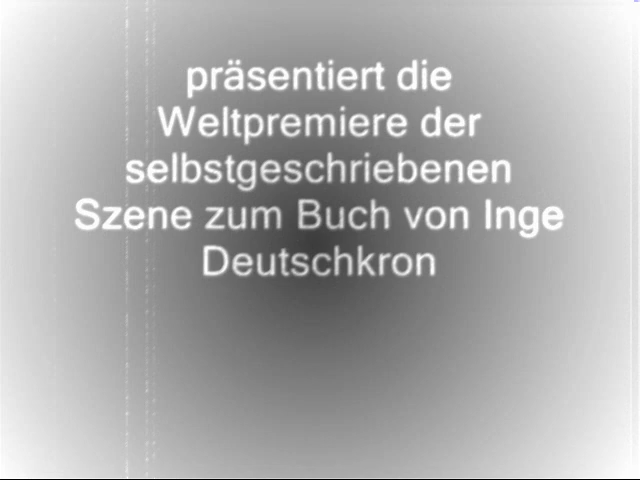 präsentiert die
Weltpremiere der
selbstgeschriebenen
Szene zum Buch von Inge
Deutschkron